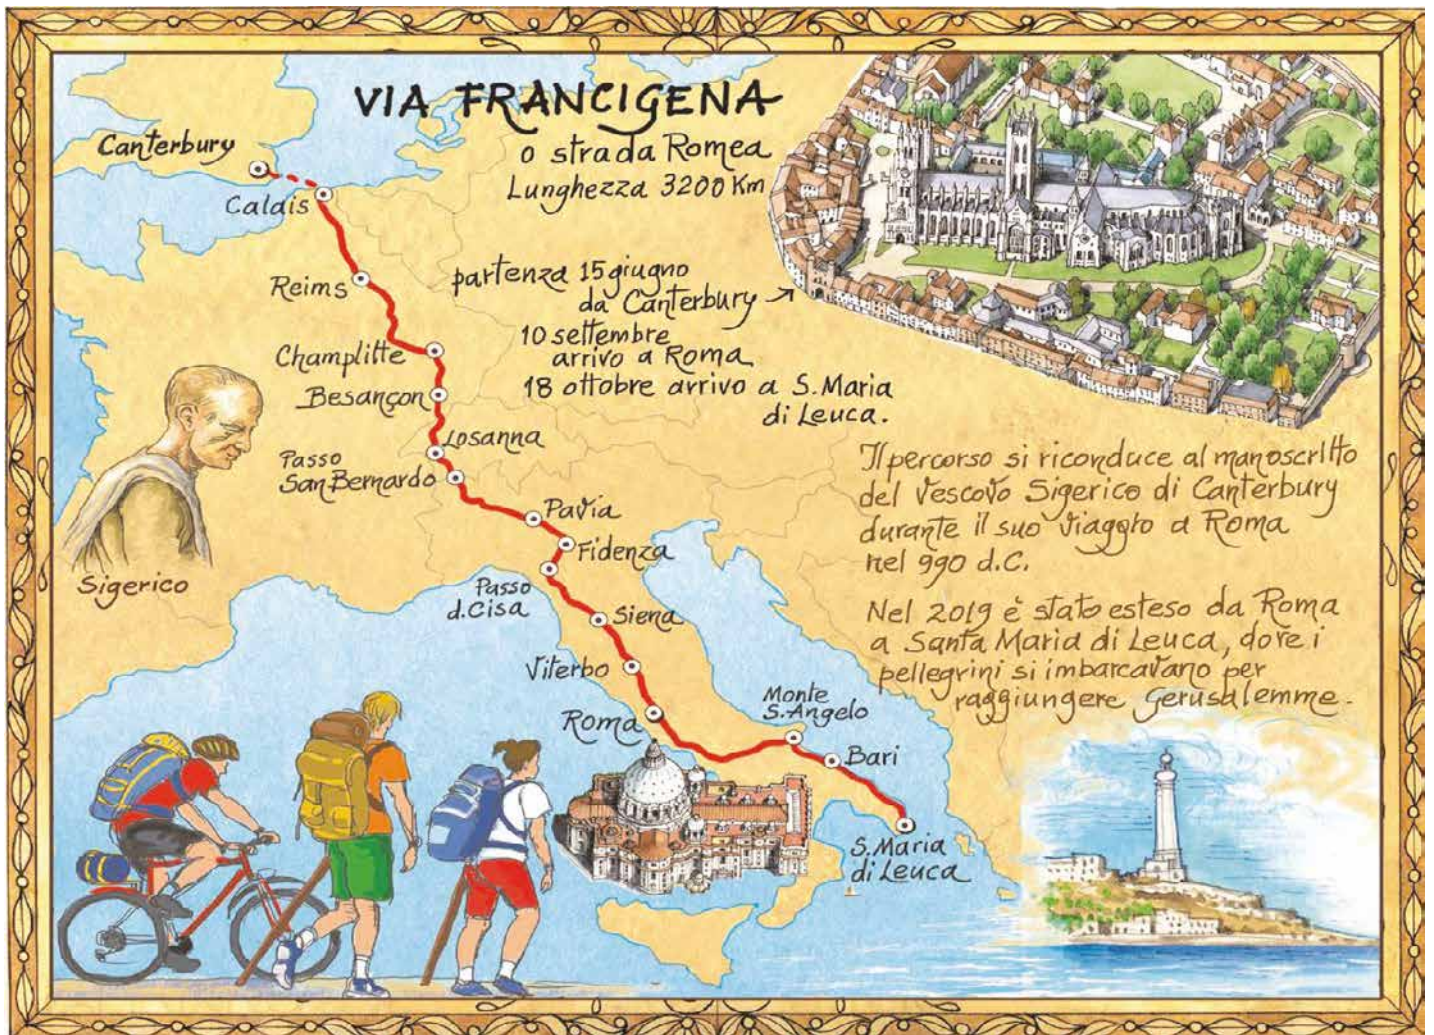 VIA FRANCIGENA
o strada Romea
Lunghezza 3200 Km
Canterbury
Calais
Reims
Champlitte
Besançon
Losanna
Passo
San Bernardo
Pavia
Fidenza
Passo
d. Cisa
Siena
Viterbo
Roma
Monte
S. Angelo
Bari
S. Maria
di Leuca
partenza 15 giugno
da Canterbury
10 settembre
arrivo a Roma
18 ottobre arrivo a S. Maria
di Leuca.
Sigerico
Il percorso si riconduce al manoscritto
del Vescovo Sigerico di Canterbury
durante il suo viaggio a Roma
nel 990 d.C.
Nel 2019 è stato esteso da Roma
a Santa Maria di Leuca, dove i
pellegrini si imbarcavano per
raggiungere Gerusalemme.